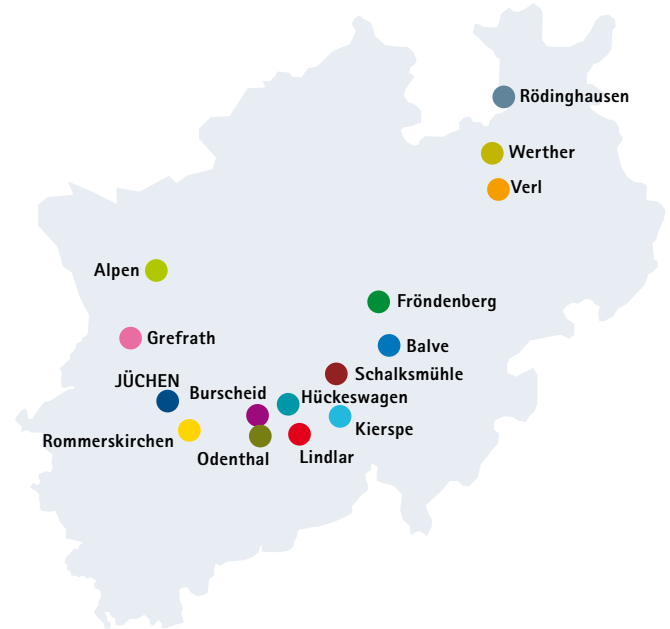 Rödinghausen
Werther
Verl
Alpen
Fröndenberg
Grefrath
Balve
Schalksmühle
JÜCHEN
Burscheid
Hückeswagen
Kierspe
Rommerskirchen
Odenthal
Lindlar